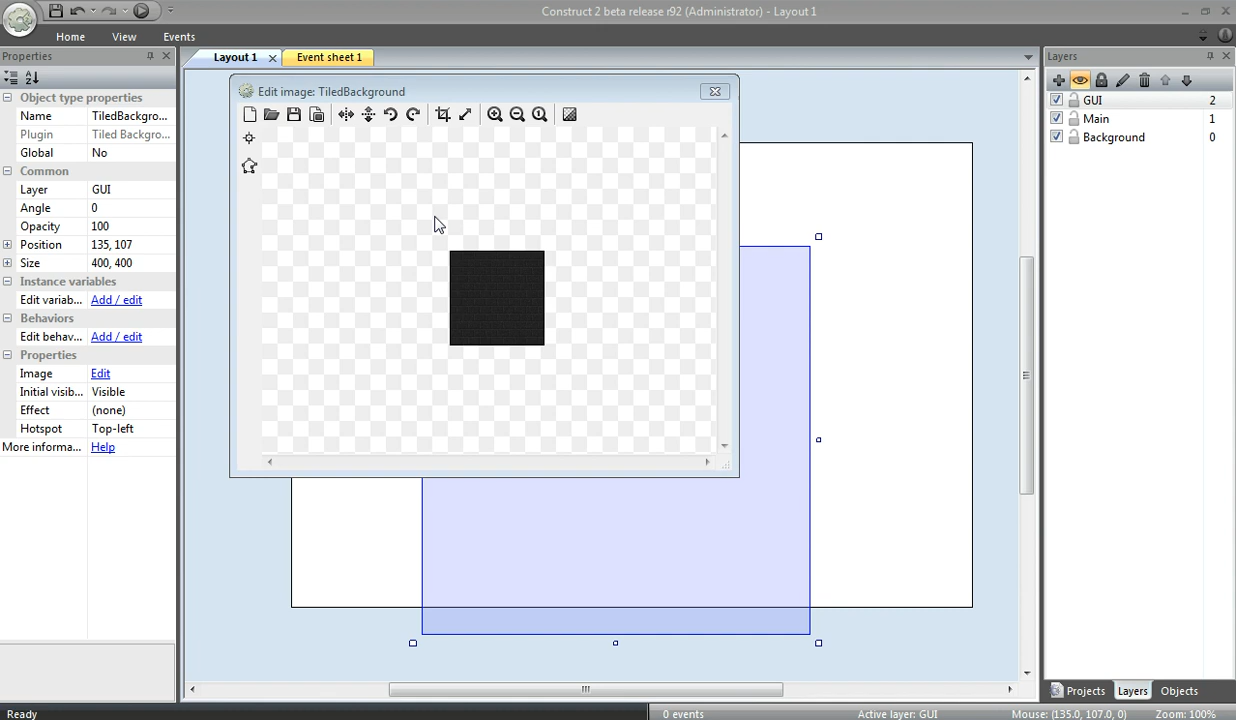 Construct 2 beta release r92 (Administrator) - Layout 1
Home View Events
Properties
Layout 1
Event sheet 1
Layers
Object type properties
Name TiledBackgro...
Plugin Tiled Backgro...
Global No
Common
Layer GUI
Angle 0
Opacity 100
Position 135, 107
Size 400, 400
Instance variables
Edit variab... Add / edit
Behaviors
Edit behav... Add / edit
Properties
Image Edit
Initial visib... Visible
Effect (none)
Hotspot Top-left
More informa... Help
Edit image: TiledBackground
GUI 2
Main 1
Background 0
Projects Layers Objects
Ready
0 events
Active layer: GUI
Mouse: (135.0, 107.0, 0)
Zoom: 100%